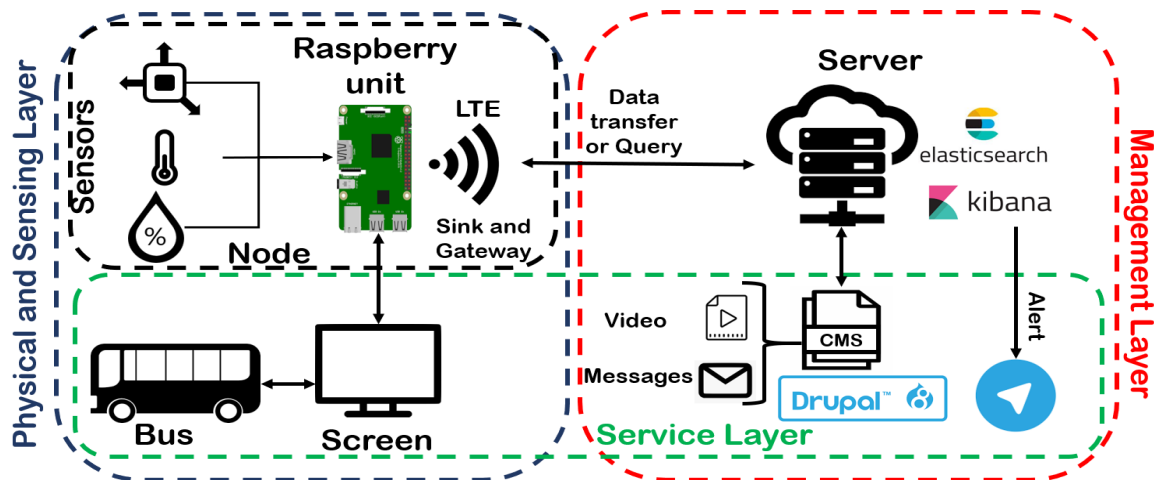 Physical and Sensing Layer
Sensors
Raspberry
unit
LTE
Sink and
Gateway
%
Node
Data
transfer
or Query
Server
elasticsearch
kibana
Management Layer
Alert
Video
Messages
CMS
Drupal™
Bus
Screen
Service Layer